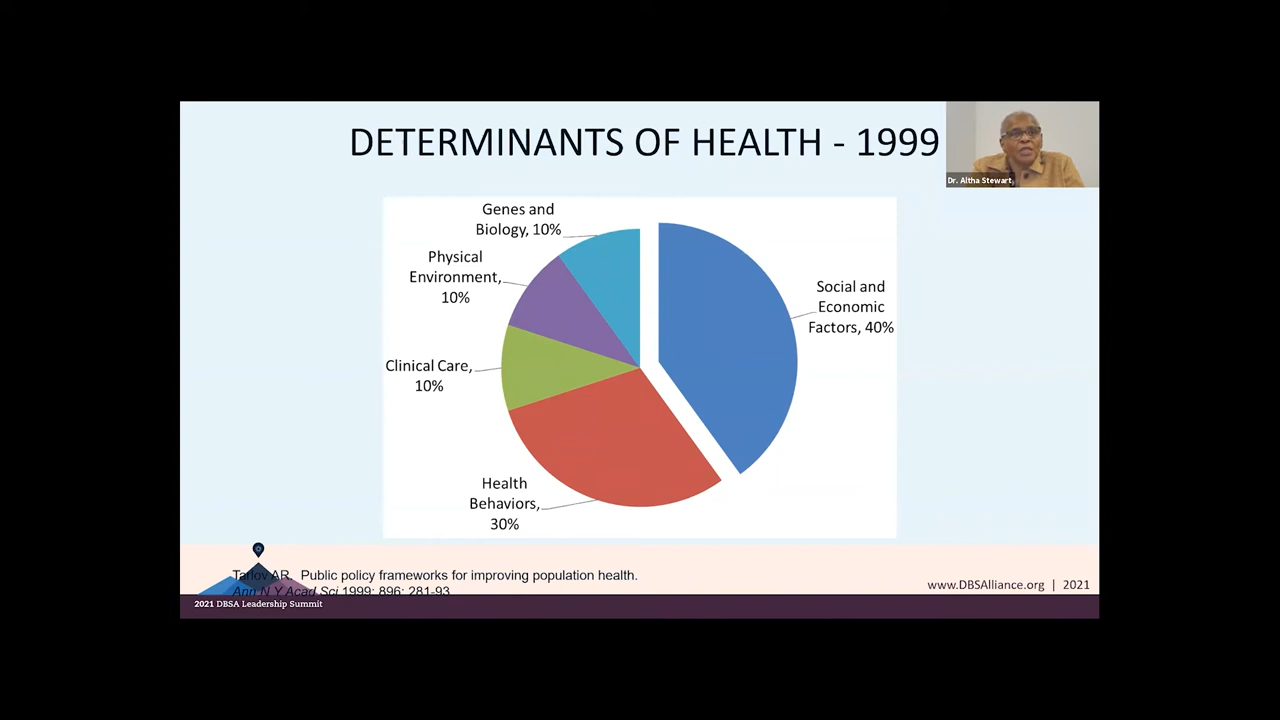 DETERMINANTS OF HEALTH - 1999
Dr. Altha Stewart
Genes and
Biology, 10%
Physical
Environment,
10%
Clinical Care,
10%
Health
Behaviors,
30%
Social and
Economic
Factors, 40%
Tarlov AR. Public policy frameworks for improving population health.
Ann N Y Acad Sci 1999; 896: 281-93
www.DBSAlliance.org | 2021
2021 DBSA Leadership Summit